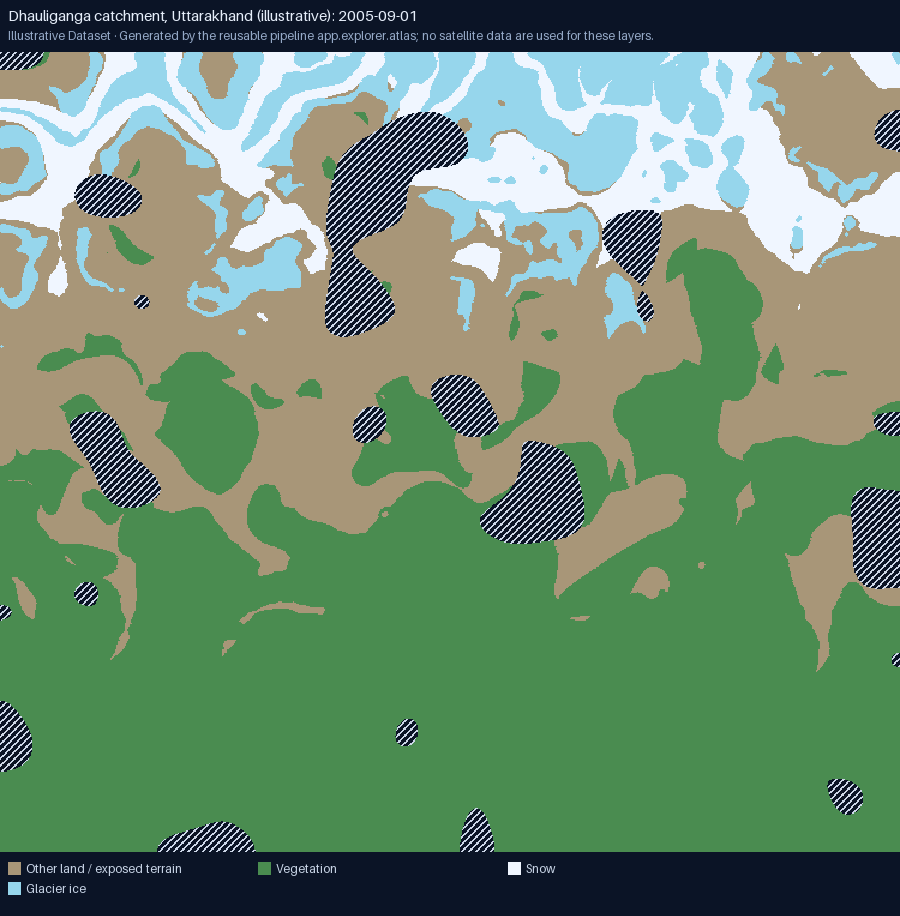 Dhauliganga catchment, Uttarakhand (illustrative): 2005-09-01
Illustrative Dataset · Generated by the reusable pipeline app.explorer.atlas; no satellite data are used for these layers.
Other land / exposed terrain
Vegetation
Snow
Glacier ice